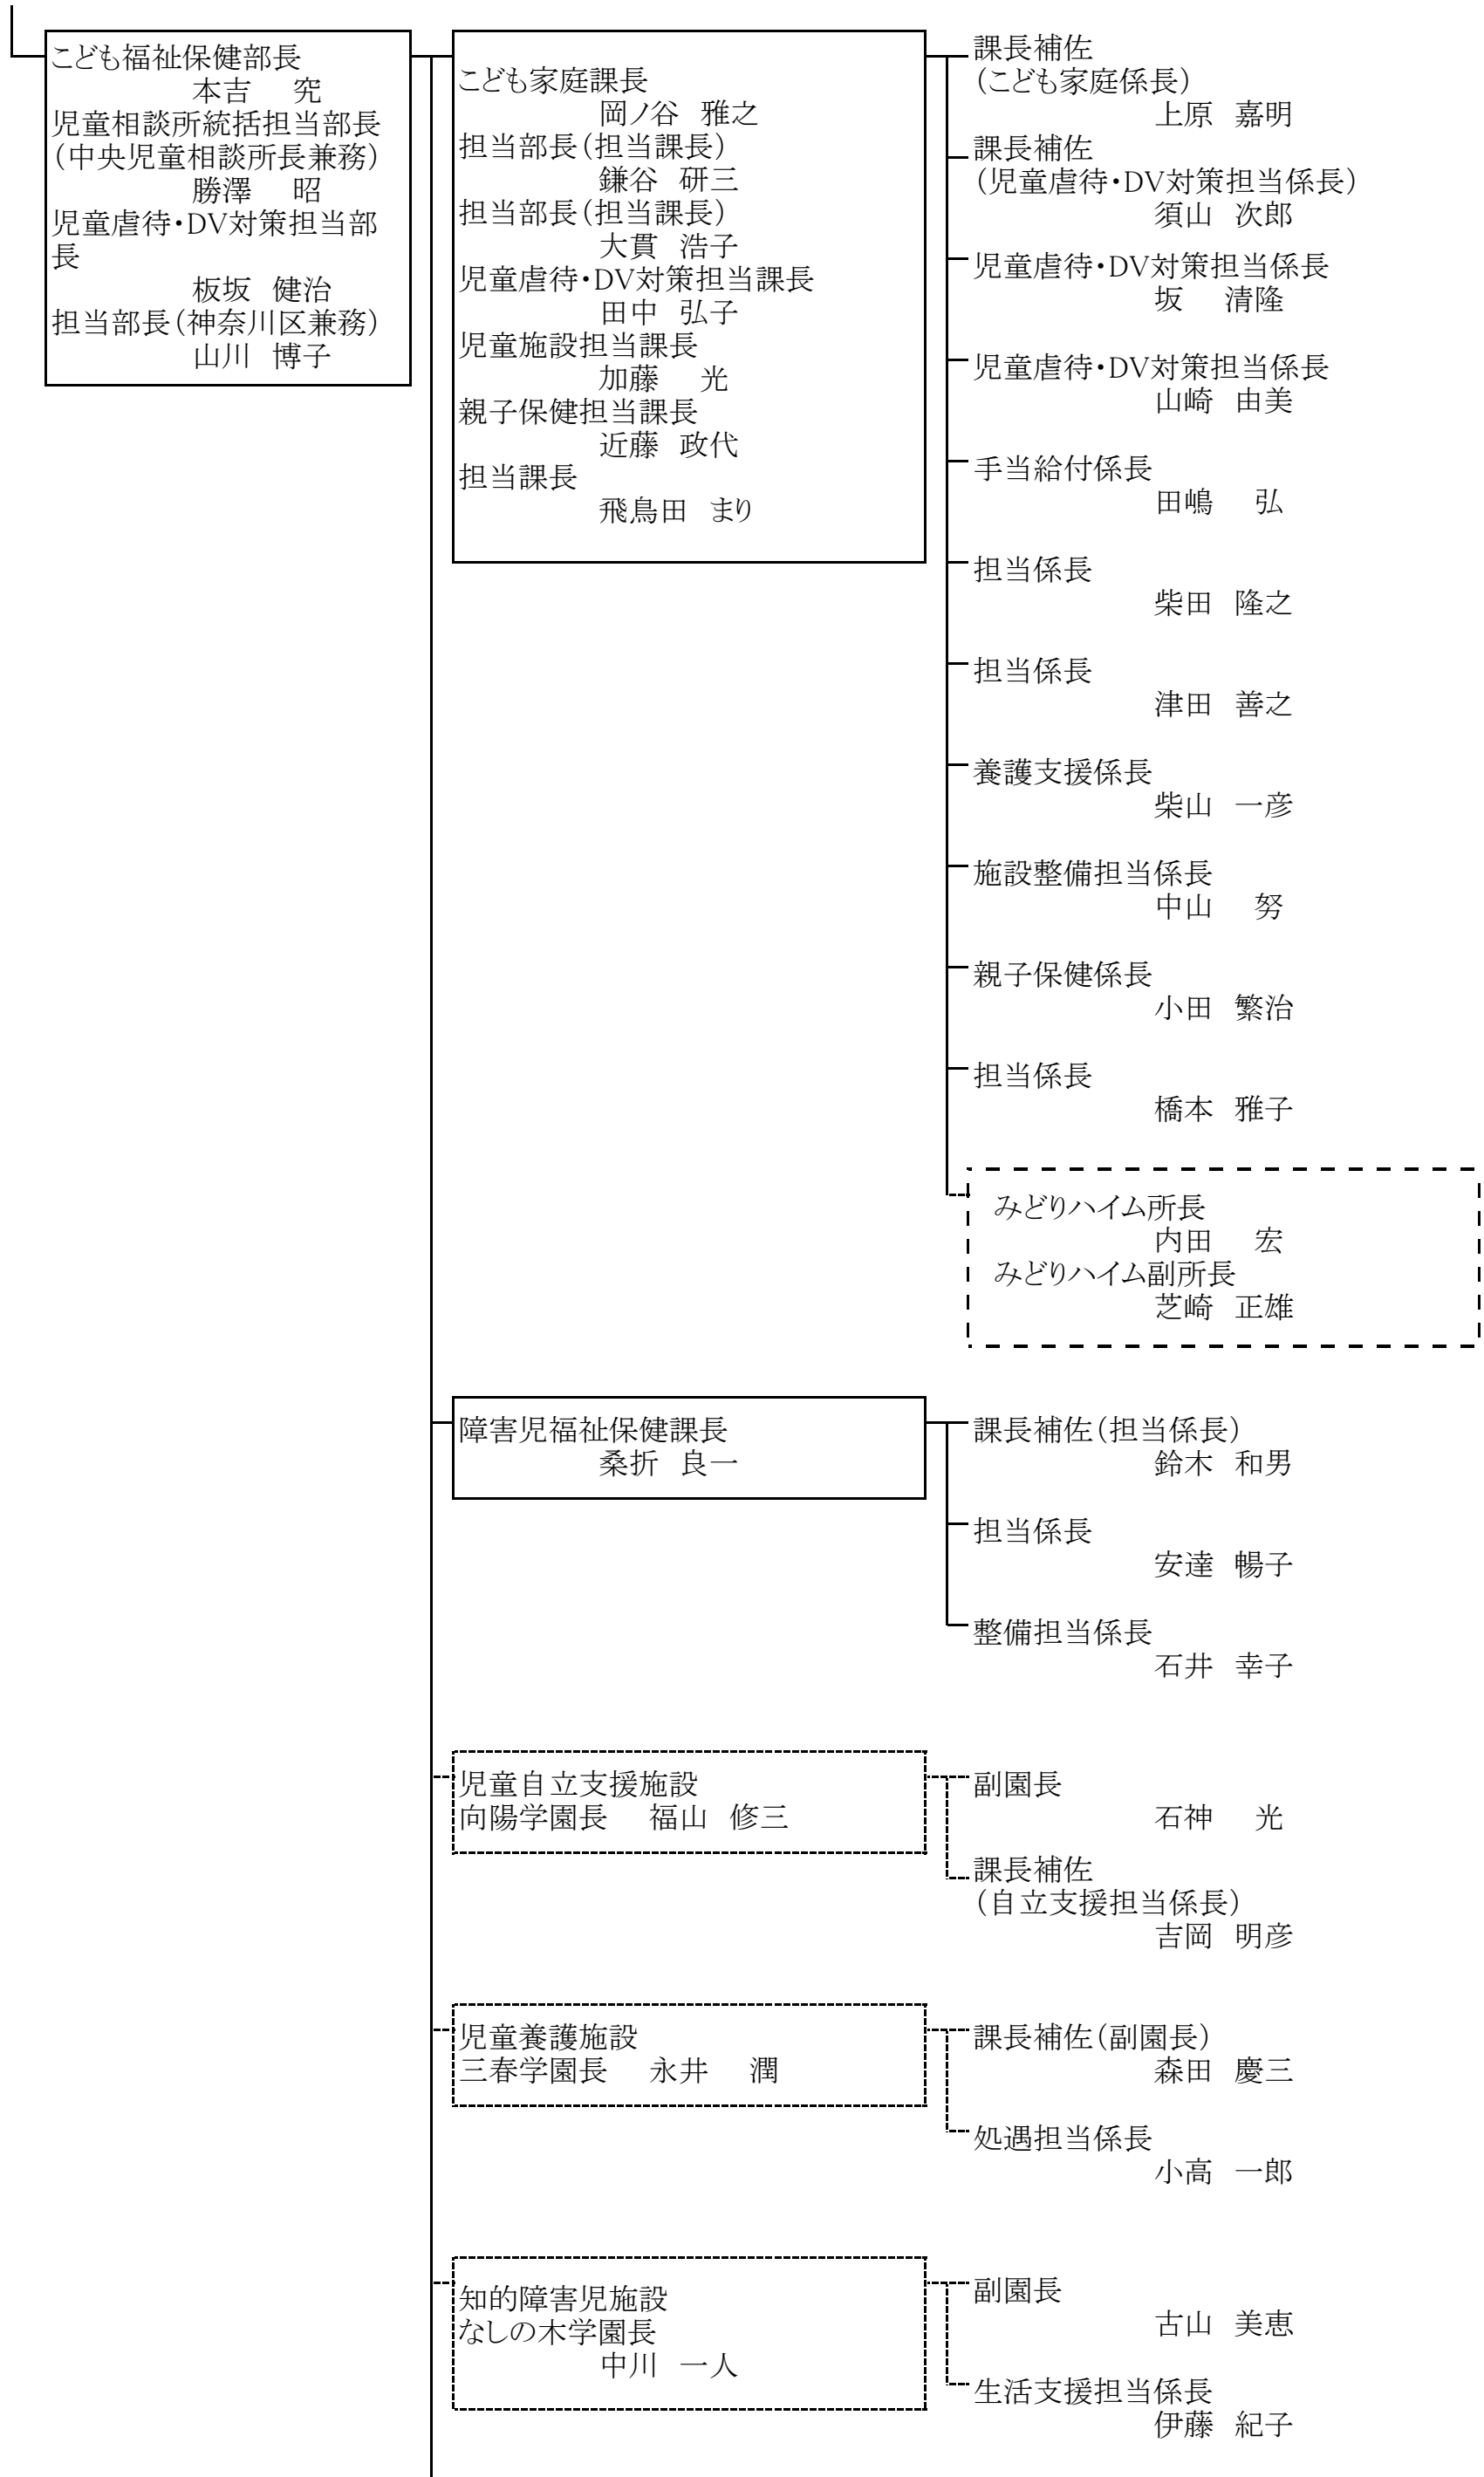 こども福祉保健部長
本吉 究
児童相談所統括担当部長
（中央児童相談所長兼務）
勝澤 昭
児童虐待・DV対策担当部
長
板坂 健治
担当部長（神奈川区兼務）
山川 博子
こども家庭課長
岡ノ谷 雅之
担当部長（担当課長）
鎌谷 研三
担当部長（担当課長）
大貫 浩子
児童虐待・DV対策担当課長
田中 弘子
児童施設担当課長
加藤 光
親子保健担当課長
近藤 政代
担当課長
飛鳥田 まり
課長補佐
（こども家庭係長）
上原 嘉明
課長補佐
（児童虐待・DV対策担当係長）
須山 次郎
児童虐待・DV対策担当係長
坂 清隆
児童虐待・DV対策担当係長
山崎 由美
手当給付係長
田嶋 弘
担当係長
柴田 隆之
担当係長
津田 善之
養護支援係長
柴山 一彦
施設整備担当係長
中山 努
親子保健係長
小田 繁治
担当係長
橋本 雅子
みどりハイム所長
内田 宏
みどりハイム副所長
芝崎 正雄
障害児福祉保健課長
桑折 良一
課長補佐（担当係長）
鈴木 和男
担当係長
安達 暢子
整備担当係長
石井 幸子
児童自立支援施設
向陽学園長 福山 修三
副園長
石神 光
課長補佐
（自立支援担当係長）
吉岡 明彦
児童養護施設
三春学園長 永井 潤
課長補佐（副園長）
森田 慶三
処遇担当係長
小高 一郎
知的障害児施設
なしの木学園長
中川 一人
副園長
古山 美恵
生活支援担当係長
伊藤 紀子